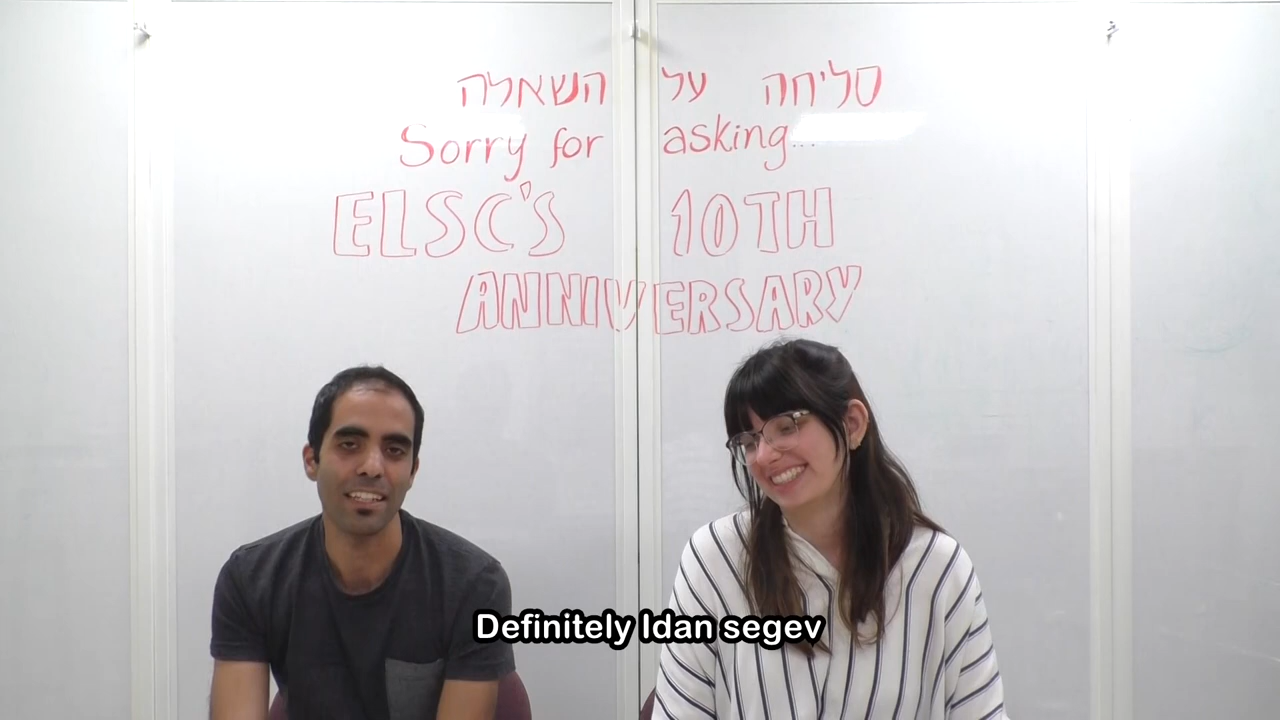 סליחה על השאלה
Sorry for asking...
ELSC'S 10TH
ANNIVERSARY
Definitely Idan segev